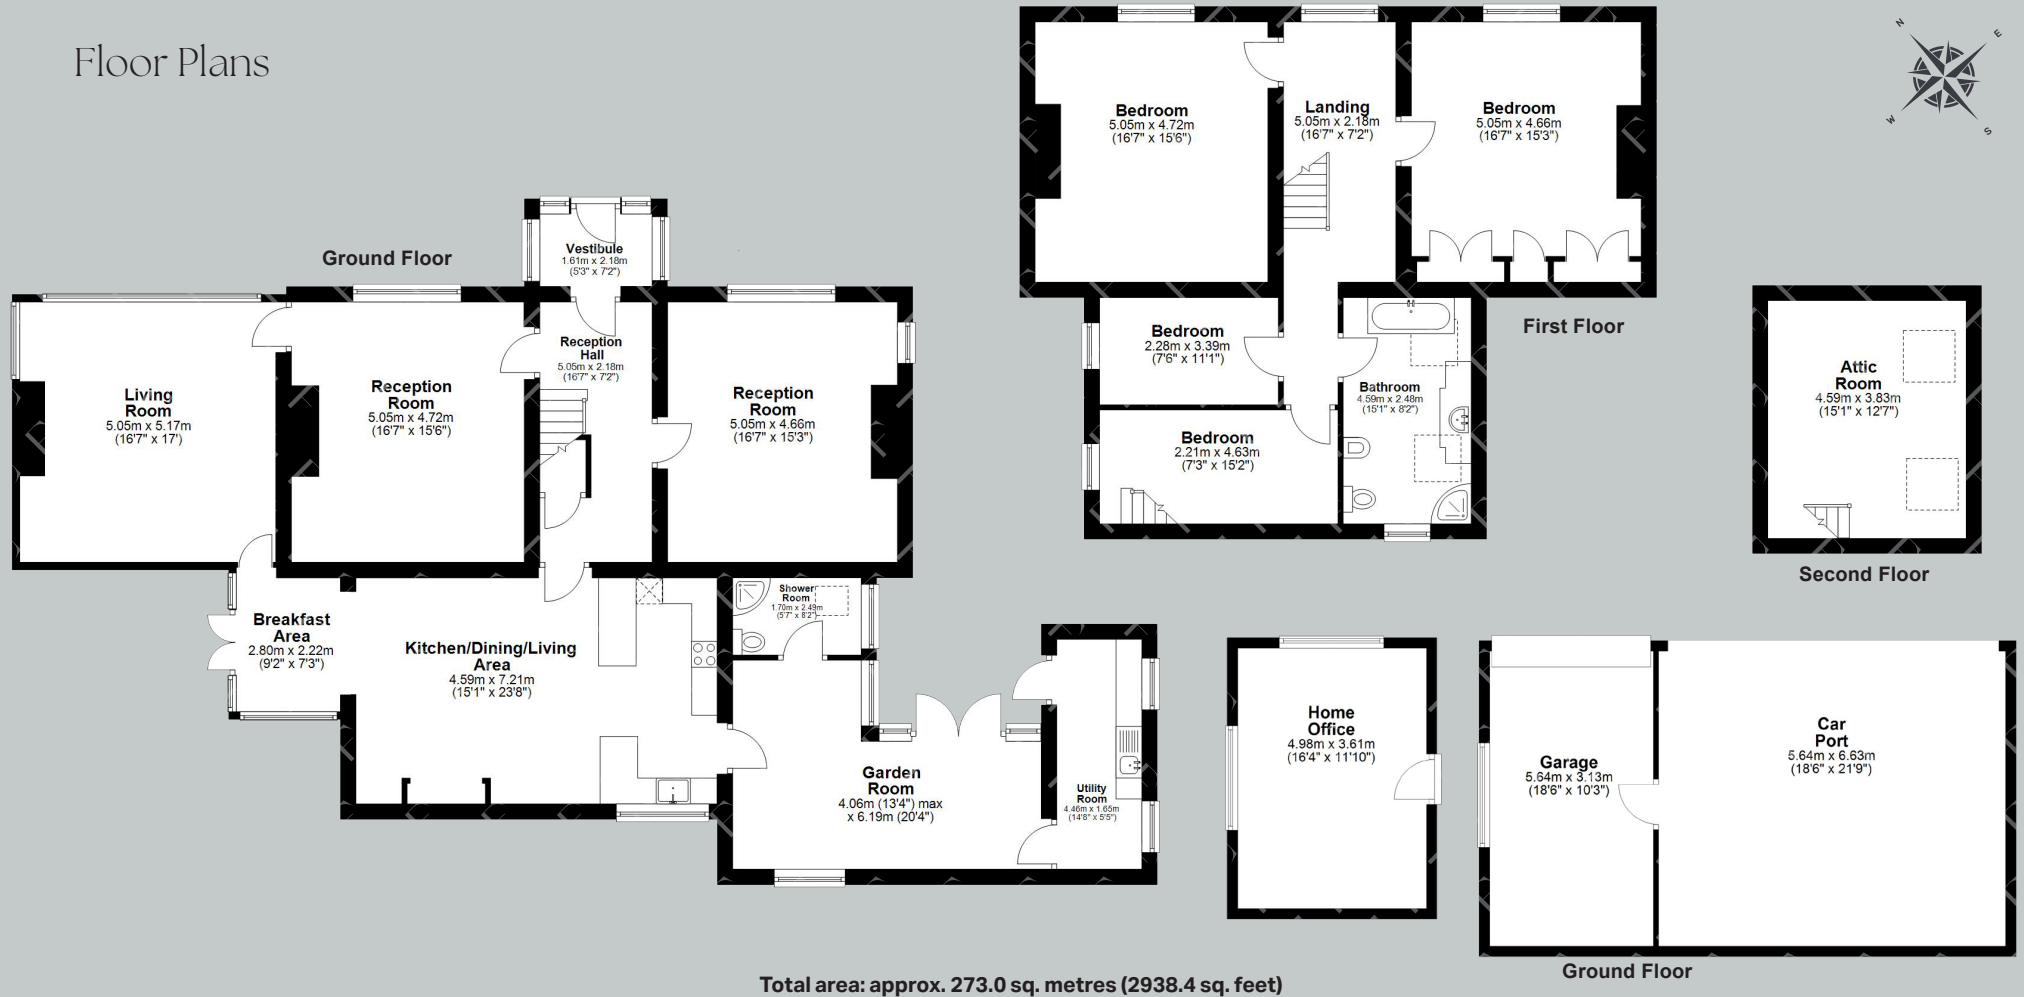 Floor Plans
N
E
W
S
Bedroom
5.05m x 4.72m
(16'7" x 15'6")
Landing
5.05m x 2.18m
(16'7" x 7'2")
Bedroom
5.05m x 4.66m
(16'7" x 15'3")
Bedroom
2.28m x 3.39m
(7'6" x 11'1")
Bathroom
4.59m x 2.48m
(15'1" x 8'2")
Bedroom
2.21m x 4.63m
(7'3" x 15'2")
First Floor
Attic
Room
4.59m x 3.83m
(15'1" x 12'7")
Second Floor
Ground Floor
Vestibule
1.61m x 2.18m
(5'3" x 7'2")
Living
Room
5.05m x 5.17m
(16'7" x 17')
Reception
Room
5.05m x 4.72m
(16'7" x 15'6")
Reception
Hall
5.05m x 2.18m
(16'7" x 7'2")
Reception
Room
5.05m x 4.66m
(16'7" x 15'3")
Breakfast
Area
2.80m x 2.22m
(9'2" x 7'3")
Kitchen/Dining/Living
Area
4.59m x 7.21m
(15'1" x 23'8")
Shower
Room
1.70m x 2.49m
(5'7" x 8'2")
Garden
Room
4.06m (13'4") max
x 6.19m (20'4")
Utility
Room
4.46m x 1.65m
(14'8" x 5'5")
Home
Office
4.98m x 3.61m
(16'4" x 11'10")
Garage
5.64m x 3.13m
(18'6" x 10'3")
Car
Port
5.64m x 6.63m
(18'6" x 21'9")
Ground Floor
Total area: approx. 273.0 sq. metres (2938.4 sq. feet)